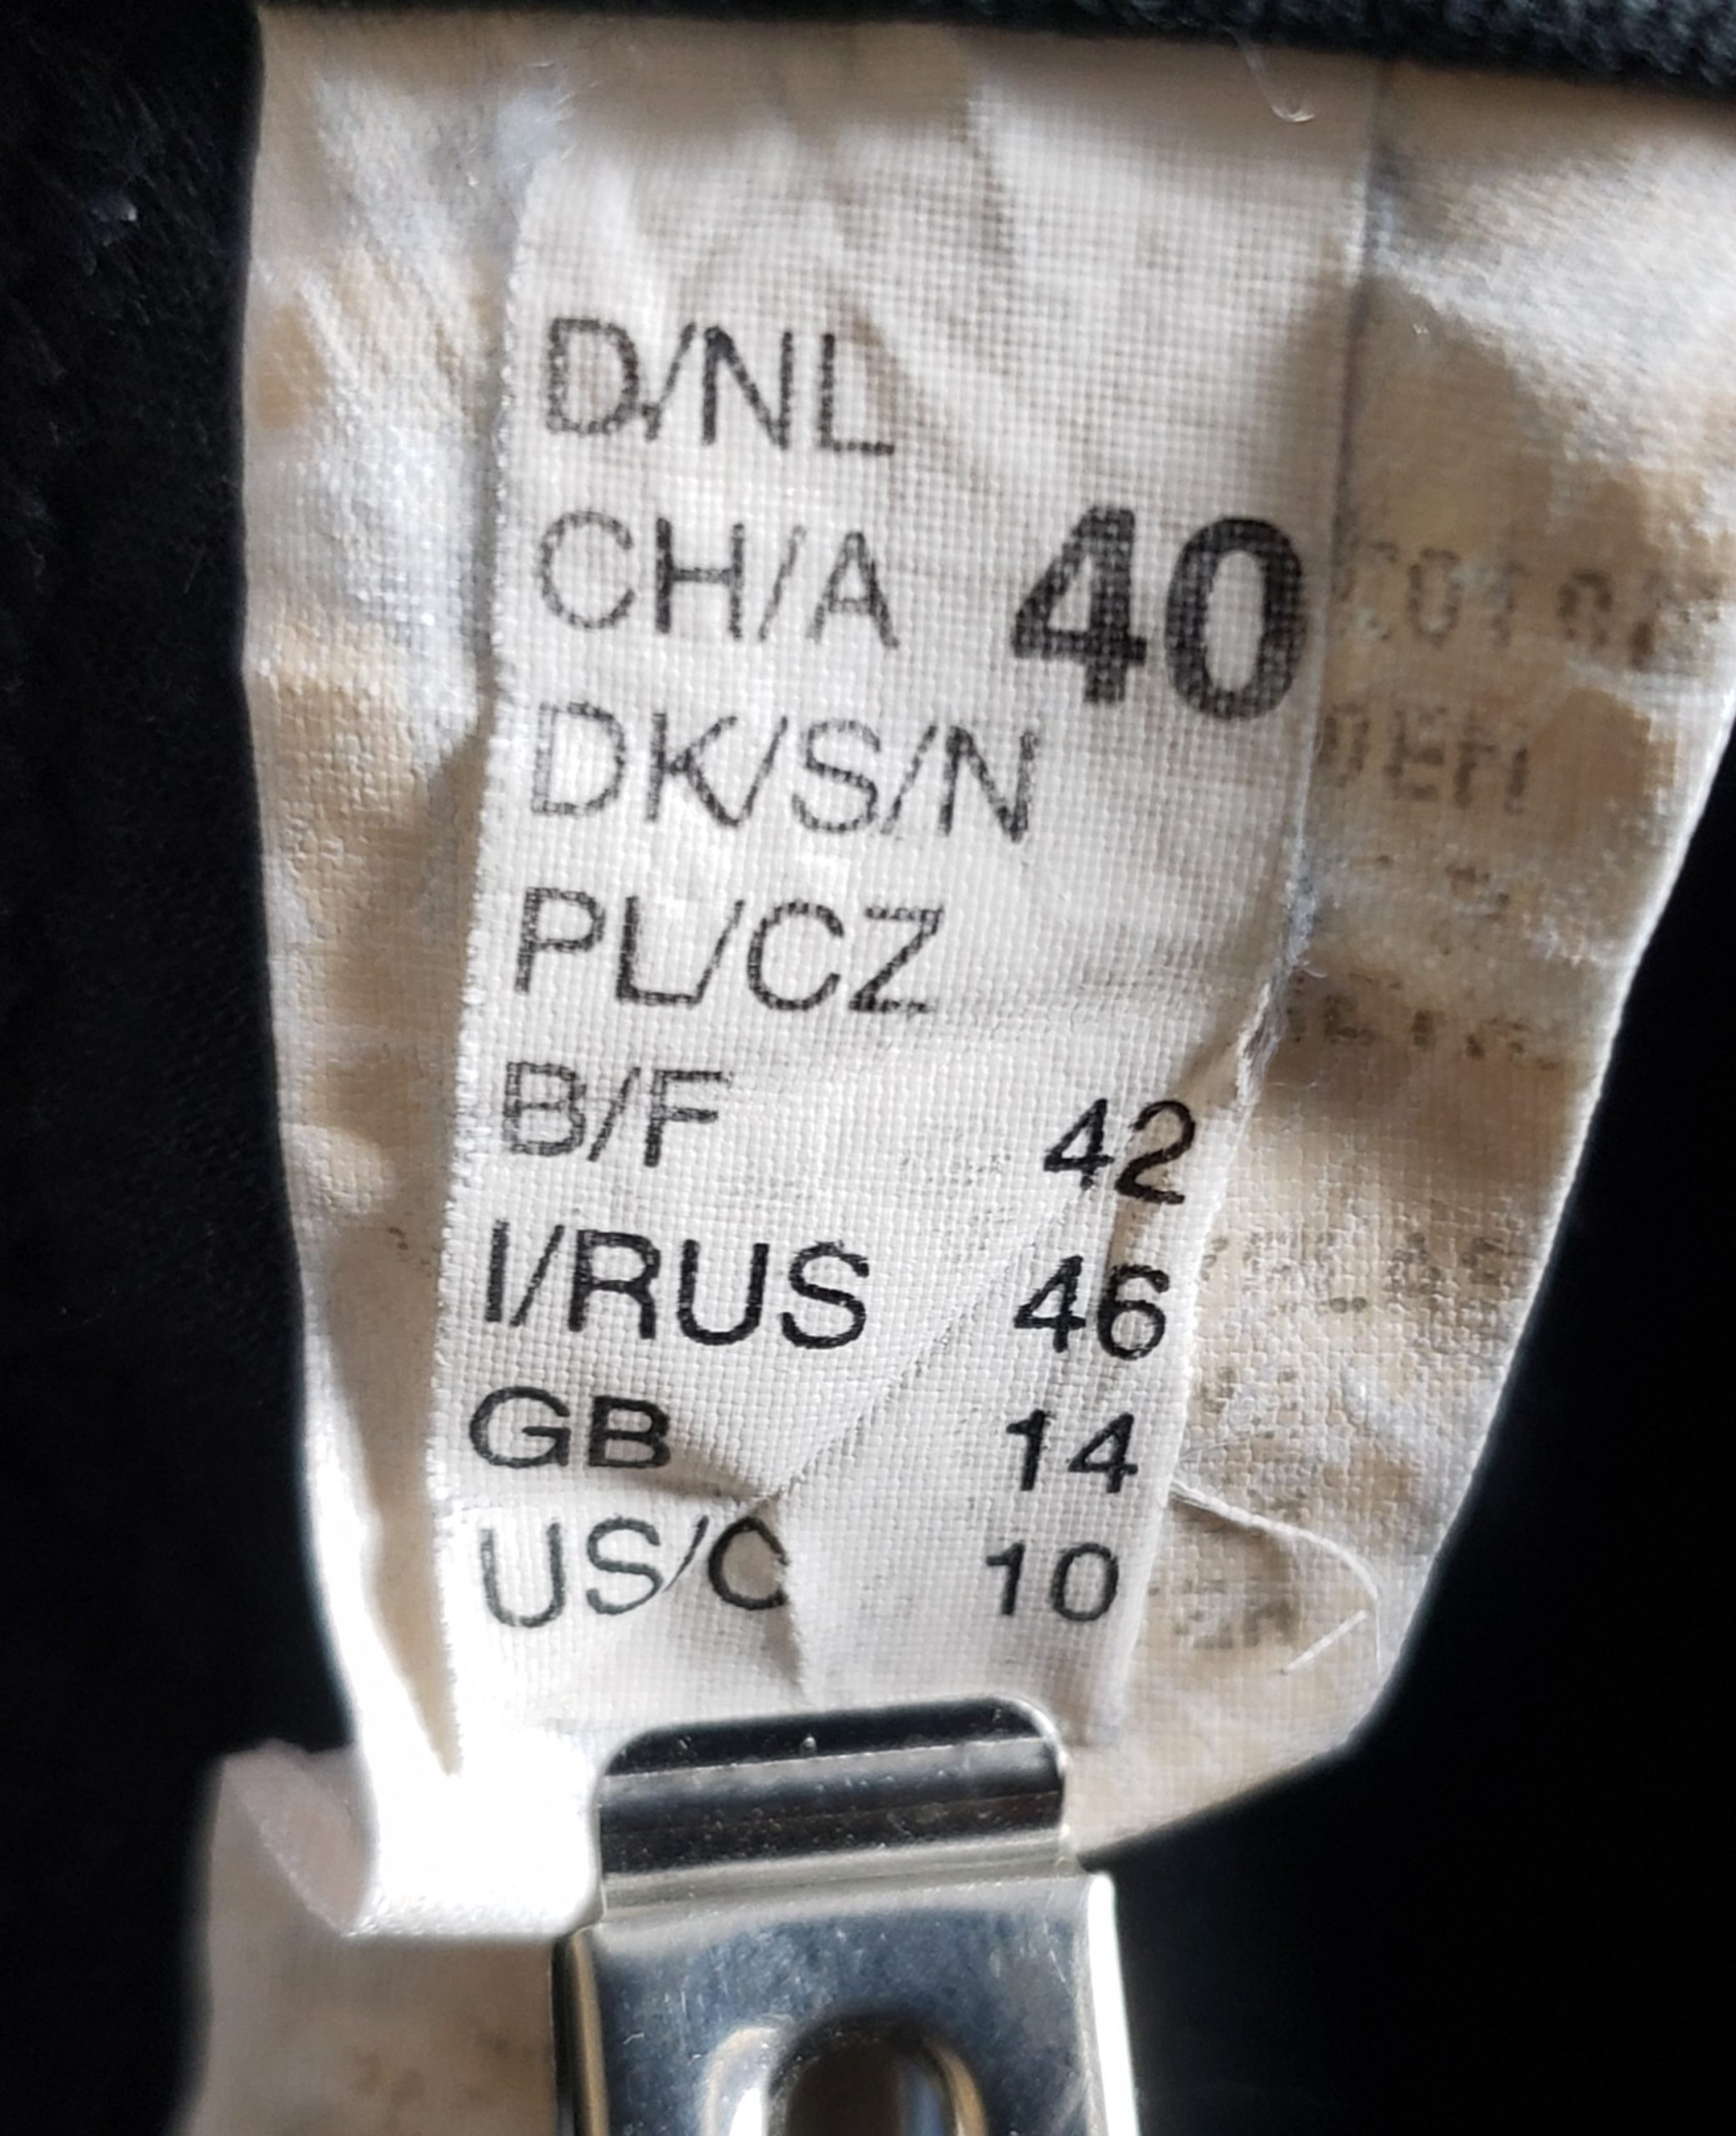 D/NL
CH/A 40
DK/S/N
PL/CZ
B/F 42
I/RUS 46
GB 14
US/C 10